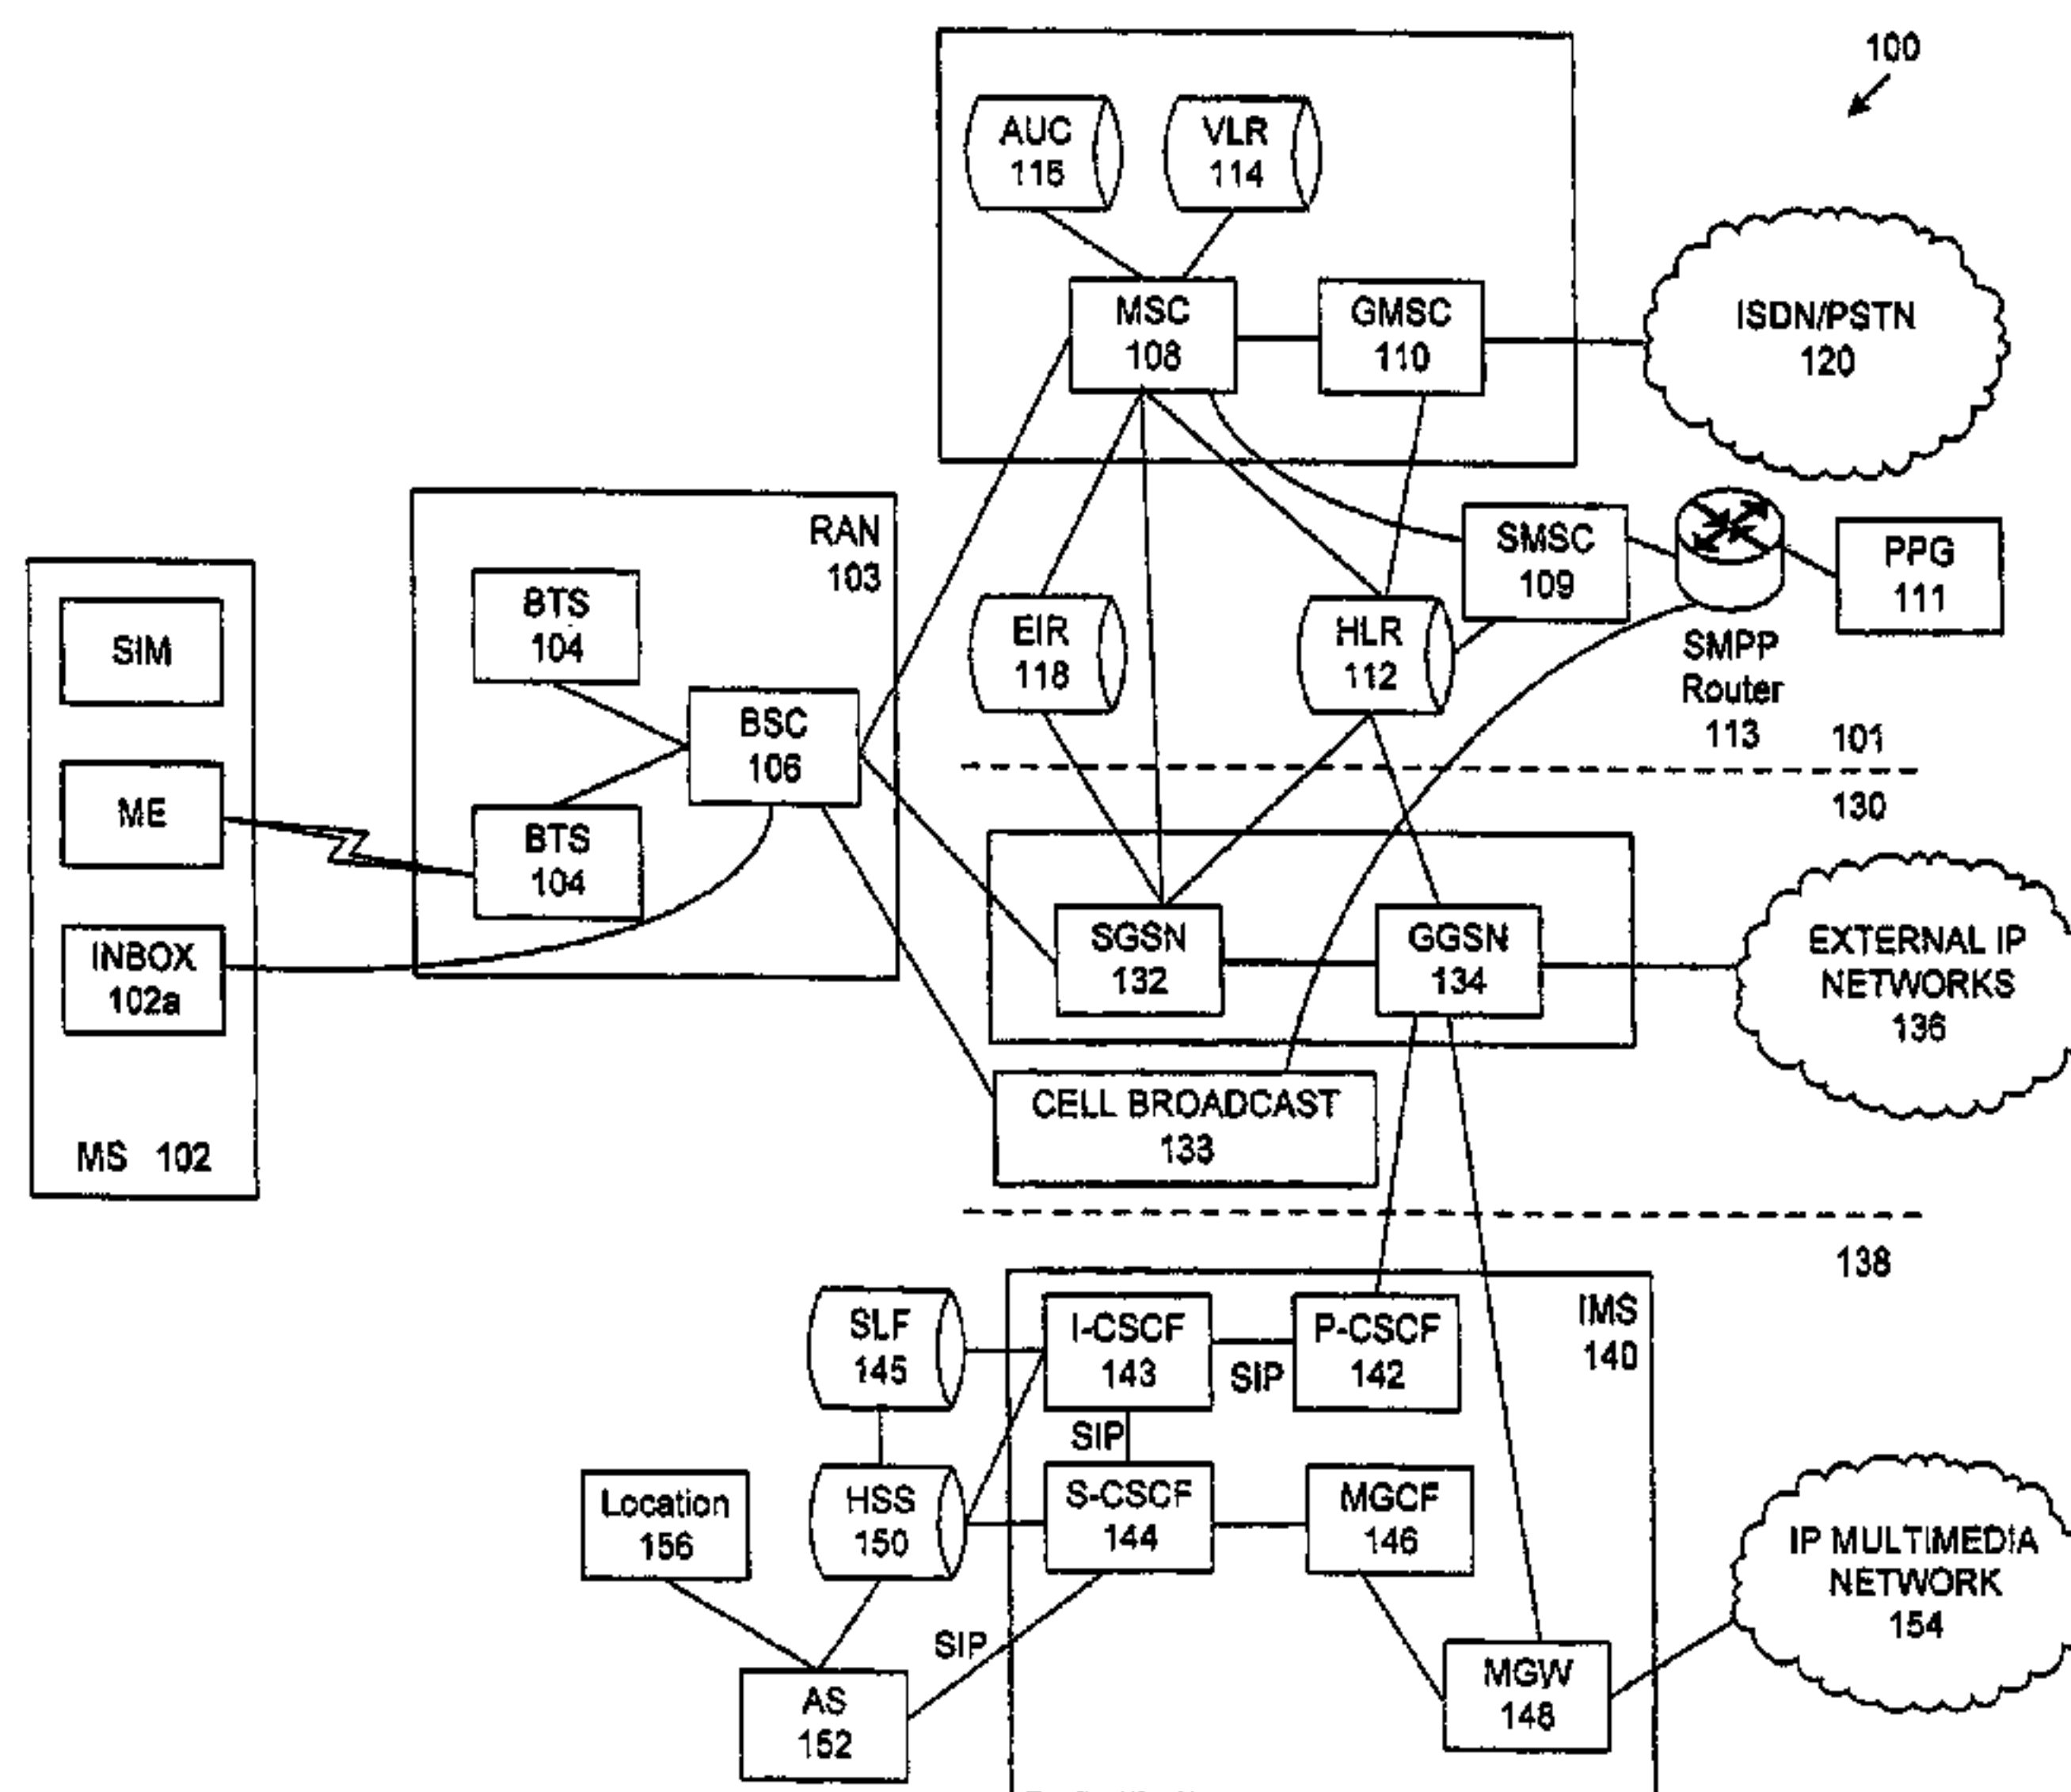 100
AUC
116
VLR
114
MSC
108
GMSC
110
ISDN/PSTN
120
RAN
103
BTS
104
BSC
106
BTS
104
SIM
ME
INBOX
102a
MS 102
EIR
118
HLR
112
SMSC
109
SMPP
Router
113
PPG
111
101
130
SGSN
132
GGSN
134
EXTERNAL IP
NETWORKS
136
CELL BROADCAST
133
138
IMS
140
SLF
145
I-CSCF
143
SIP
P-CSCF
142
SIP
Location
156
HSS
150
S-CSCF
144
MGCF
146
IP MULTIMEDIA
NETWORK
154
SIP
AS
152
MGW
148